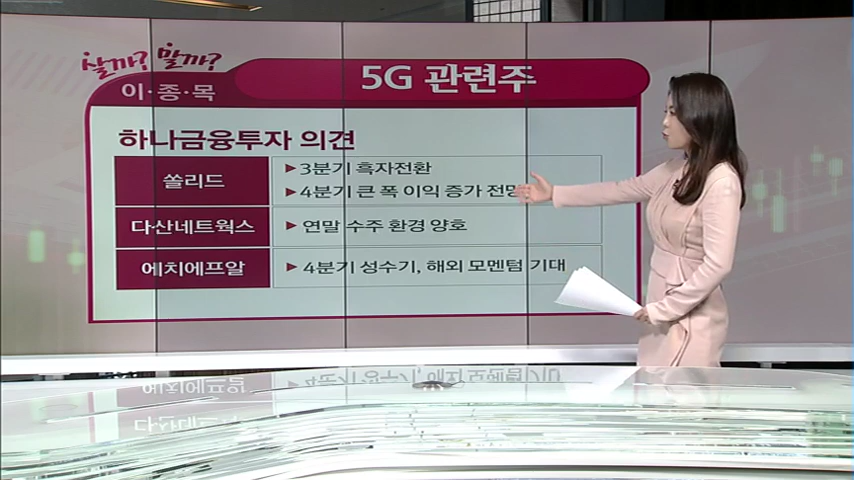 살까? 말까?
이·종·목
5G 관련주
하나금융투자 의견
쏠리드
▶3분기 흑자전환
▶4분기 큰 폭 이익 증가 전망
다산네트웍스
▶연말 수주 환경 양호
에치에프알
▶4분기 성수기, 해외 모멘텀 기대